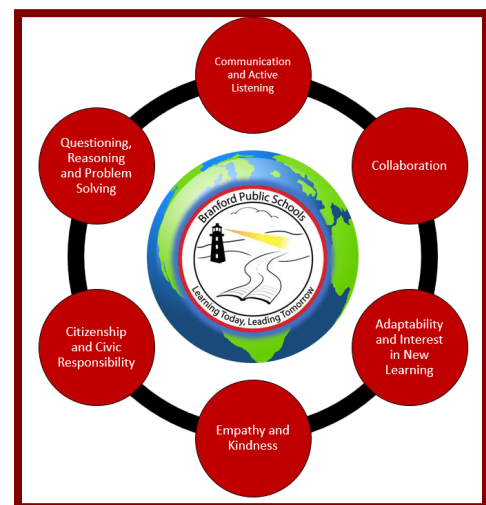 Communication
and Active
Listening
Questioning,
Reasoning
and Problem
Solving
Collaboration
Branford Public Schools
Learning Today, Leading Tomorrow
Citizenship
and Civic
Responsibility
Adaptability
and Interest
in New
Learning
Empathy and
Kindness